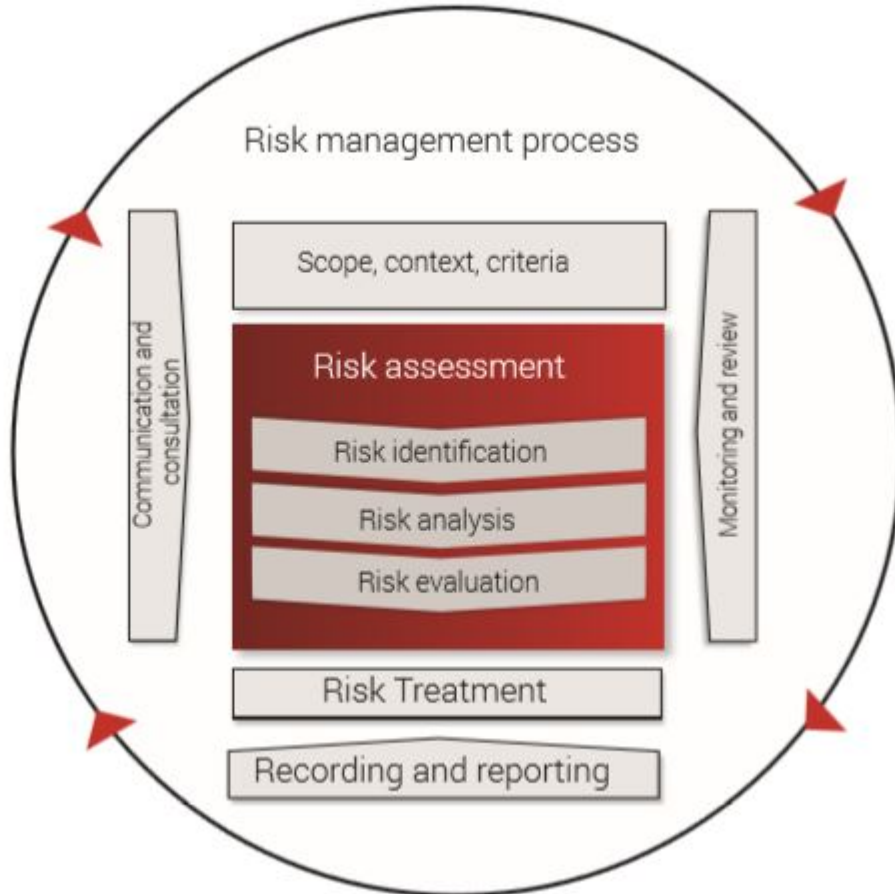 Risk management process
Scope, context, criteria
Risk assessment
Risk identification
Risk analysis
Risk evaluation
Risk Treatment
Recording and reporting
Communication and
consultation
Monitoring and review